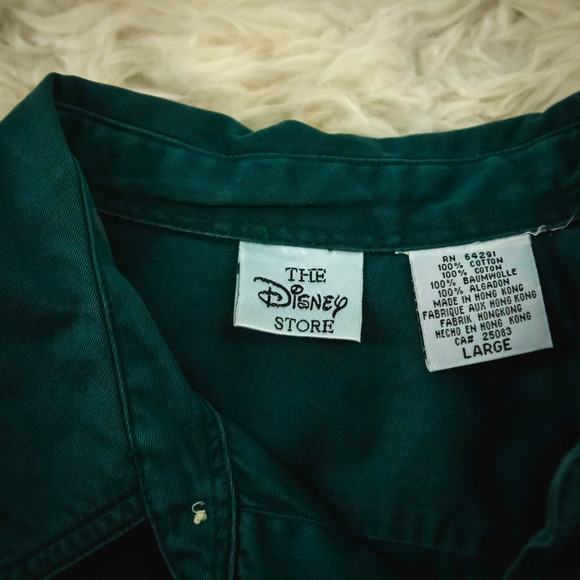 THE
Disney
STORE
RN 64291
100% COTTON
100% COTON
100% BAUMWOLLE
100% ALGODON
MADE IN HONG KONG
FABRIQUE AUX HONG KONG
FABRIK HONGKONG
HECHO EN HONG KONG
CA# 25083
LARGE